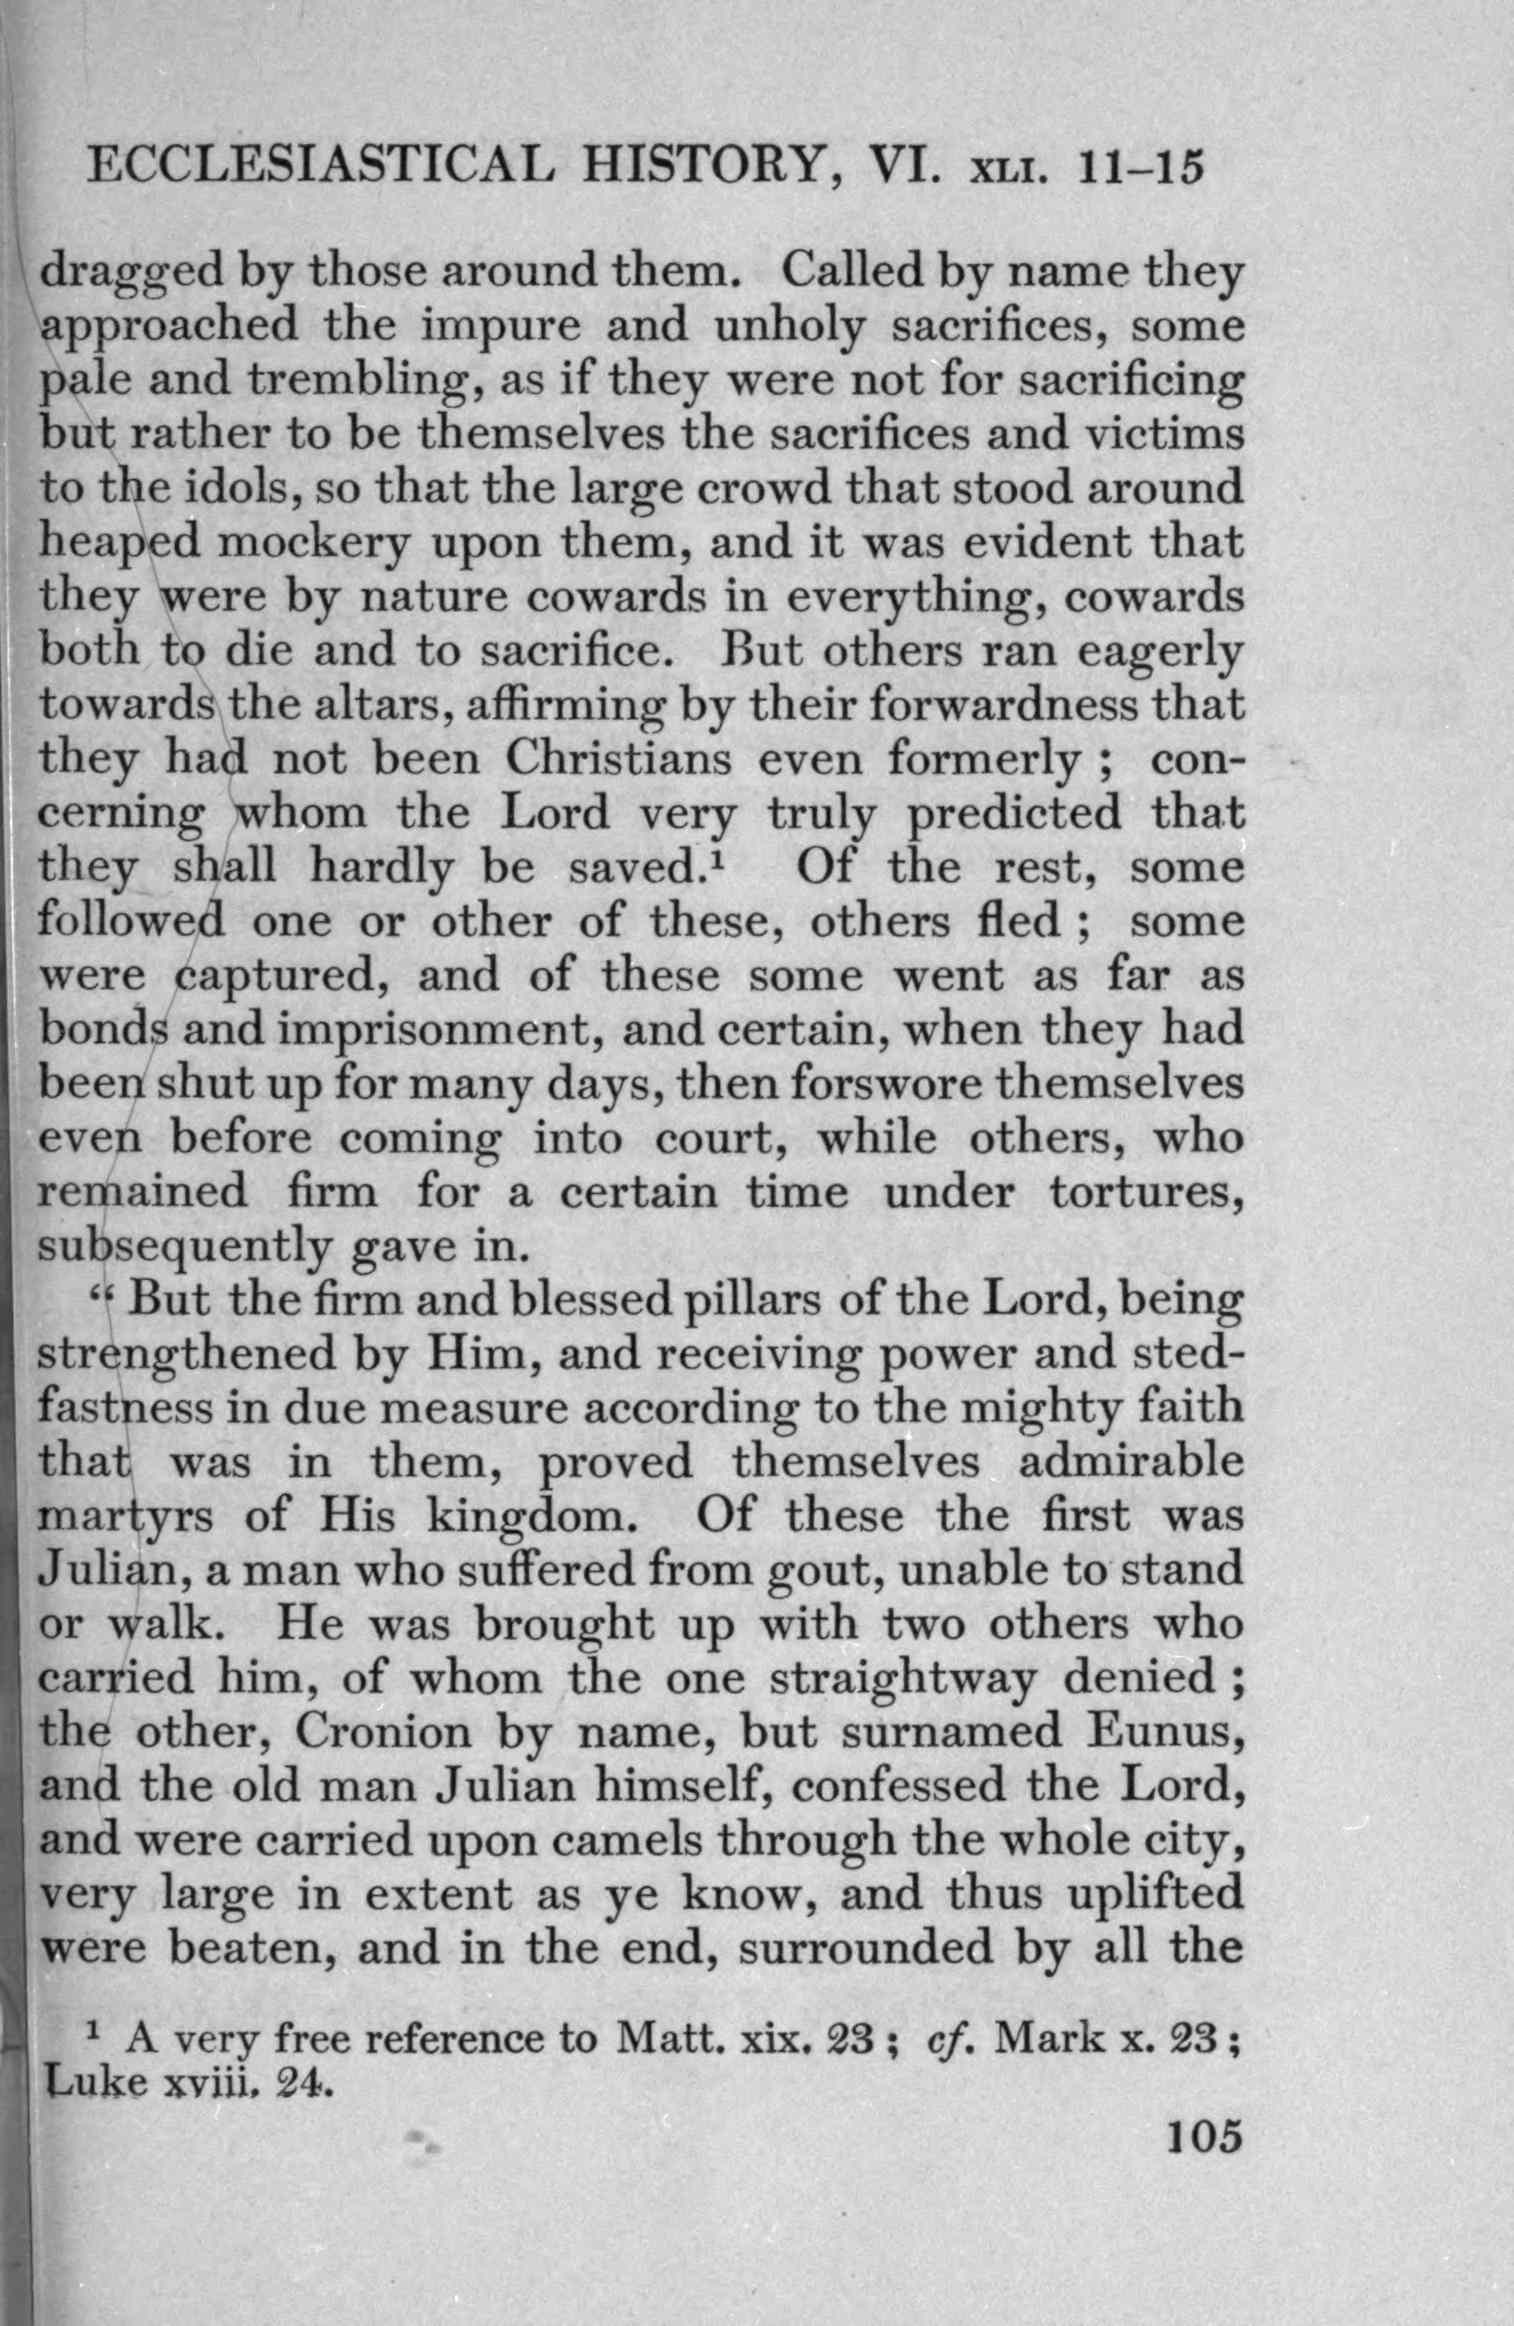 ECCLESIASTICAL HISTORY, VI. XLI. 11–15
dragged by those around them. Called by name they
approached the impure and unholy sacrifices, some
pale and trembling, as if they were not for sacrificing
but rather to be themselves the sacrifices and victims
to the idols, so that the large crowd that stood around
heaped mockery upon them, and it was evident that
they were by nature cowards in everything, cowards
both to die and to sacrifice. But others ran eagerly
towards the altars, affirming by their forwardness that
they had not been Christians even formerly ; con-
cerning whom the Lord very truly predicted that
they shall hardly be saved.¹ Of the rest, some
followed one or other of these, others fled ; some
were captured, and of these some went as far as
bonds and imprisonment, and certain, when they had
been shut up for many days, then forswore themselves
even before coming into court, while others, who
remained firm for a certain time under tortures,
subsequently gave in.
“ But the firm and blessed pillars of the Lord, being
strengthened by Him, and receiving power and sted-
fastness in due measure according to the mighty faith
that was in them, proved themselves admirable
martyrs of His kingdom. Of these the first was
Julian, a man who suffered from gout, unable to stand
or walk. He was brought up with two others who
carried him, of whom the one straightway denied ;
the other, Cronion by name, but surnamed Eunus,
and the old man Julian himself, confessed the Lord,
and were carried upon camels through the whole city,
very large in extent as ye know, and thus uplifted
were beaten, and in the end, surrounded by all the
¹ A very free reference to Matt. xix. 23 ; cf. Mark x. 23 ;
Luke xviii. 24.
105